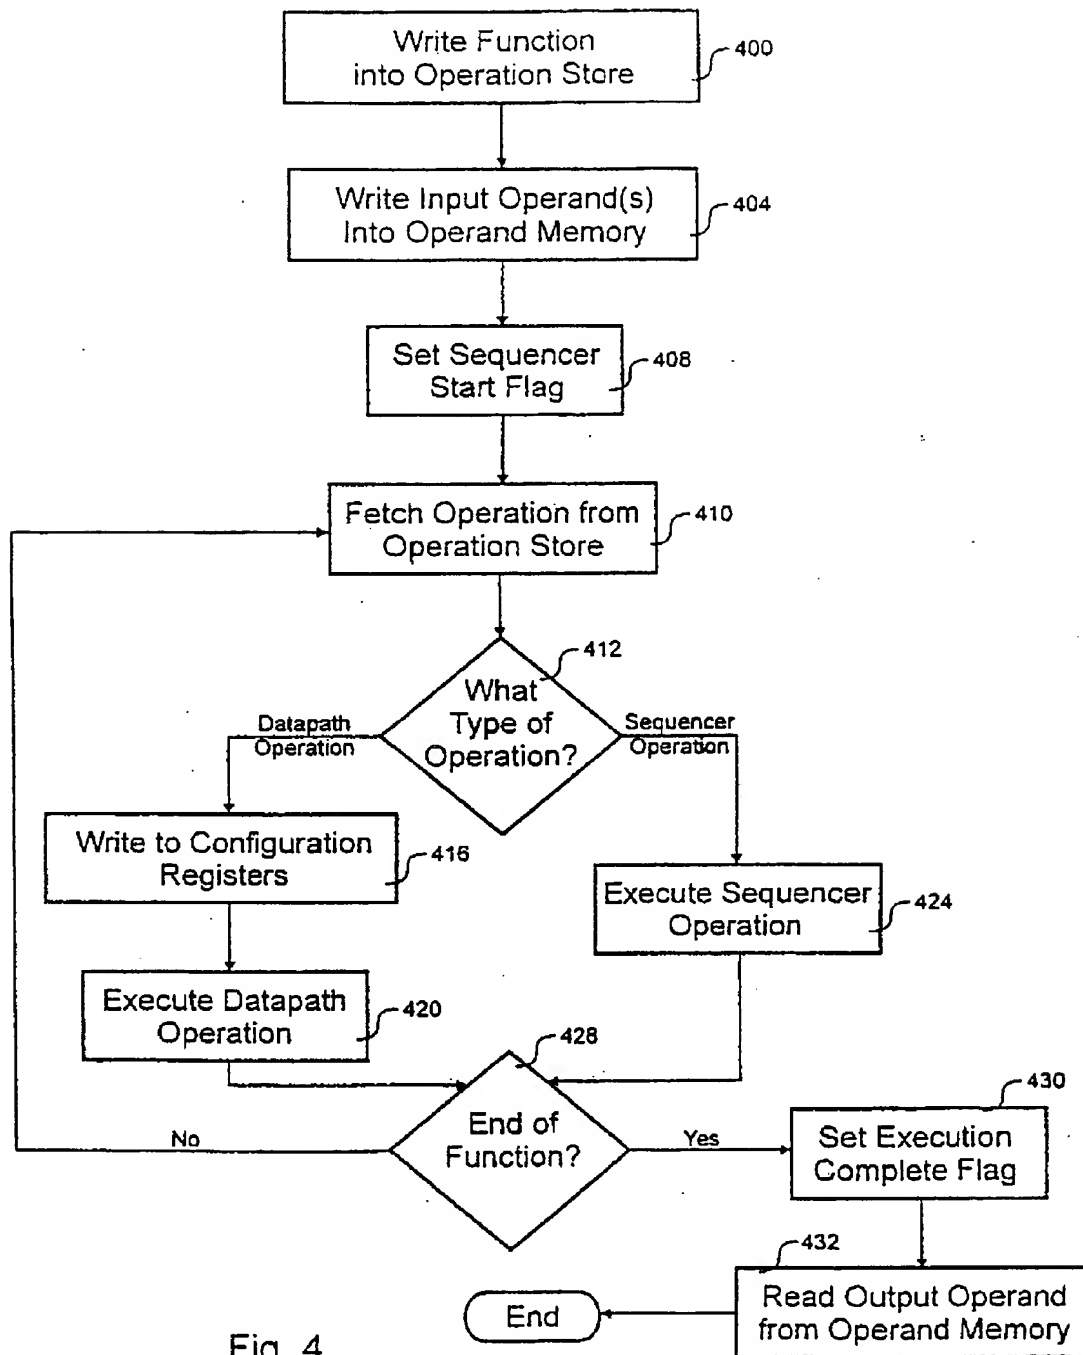 Write Function
into Operation Store
400
Write Input Operand(s)
Into Operand Memory
404
Set Sequencer
Start Flag
408
Fetch Operation from
Operation Store
410
412
What
Type of
Operation?
Datapath
Operation
Sequencer
Operation
Write to Configuration
Registers
416
Execute Sequencer
Operation
424
Execute Datapath
Operation
420
428
End of
Function?
No
Yes
430
Set Execution
Complete Flag
432
Read Output Operand
from Operand Memory
End
Fig. 4